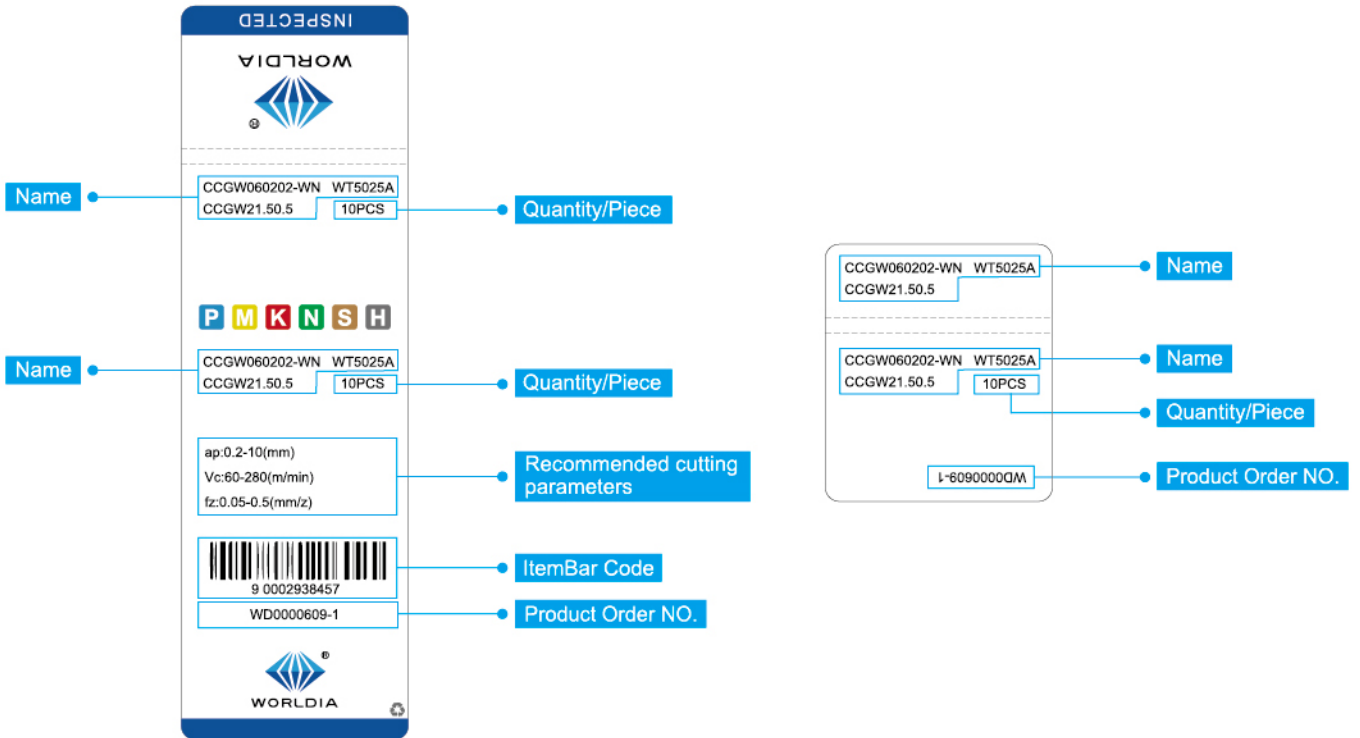 INSPECTED
WORLDIA
®
Name
CCGW060202-WN WT5025A
CCGW21.50.5
10PCS
Quantity/Piece
P M K N S H
Name
CCGW060202-WN WT5025A
CCGW21.50.5
10PCS
Quantity/Piece
ap:0.2-10(mm)
Vc:60-280(m/min)
fz:0.05-0.5(mm/z)
Recommended cutting
parameters
9 0002938457
ItemBar Code
WD0000609-1
Product Order NO.
®
WORLDIA
CCGW060202-WN WT5025A
CCGW21.50.5
Name
CCGW060202-WN WT5025A
CCGW21.50.5
10PCS
Name
Quantity/Piece
WD0000609-1
Product Order NO.